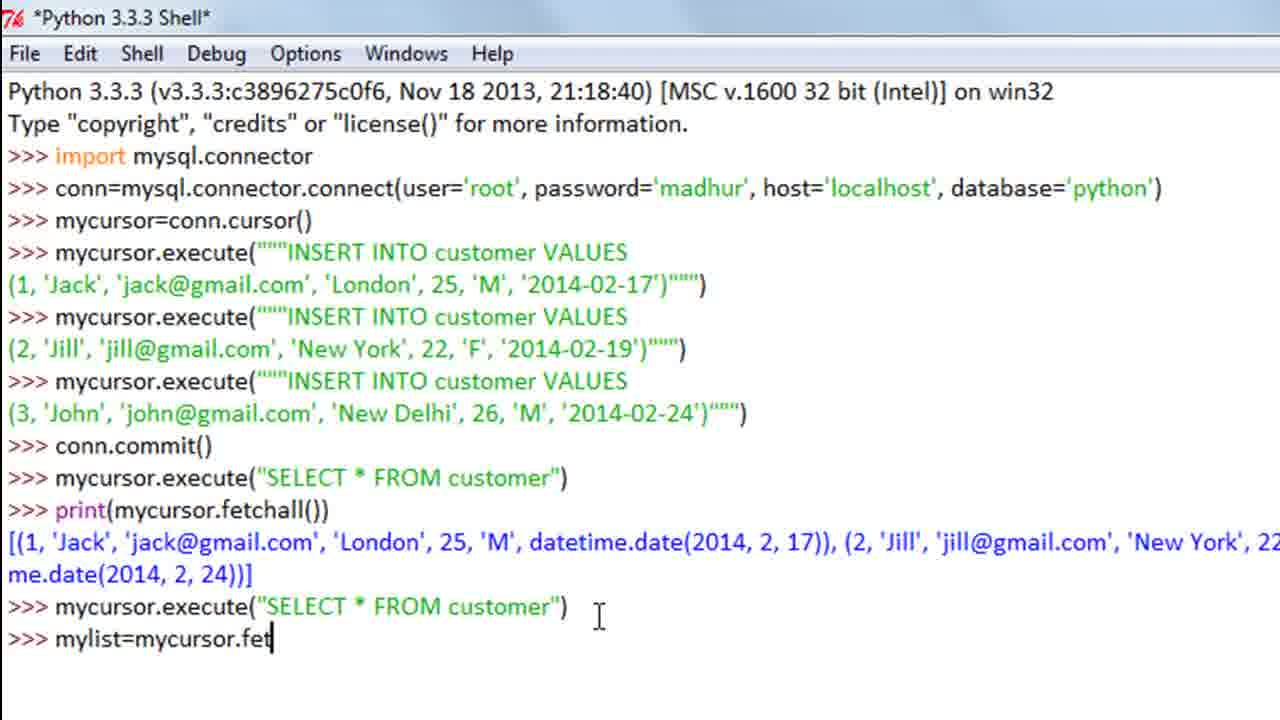 *Python 3.3.3 Shell*
File Edit Shell Debug Options Windows Help
Python 3.3.3 (v3.3.3:c3896275c0f6, Nov 18 2013, 21:18:40) [MSC v.1600 32 bit (Intel)] on win32
Type "copyright", "credits" or "license()" for more information.
>>> import mysql.connector
>>> conn=mysql.connector.connect(user='root', password='madhur', host='localhost', database='python')
>>> mycursor=conn.cursor()
>>> mycursor.execute("""INSERT INTO customer VALUES
(1, 'Jack', 'jack@gmail.com', 'London', 25, 'M', '2014-02-17')""")
>>> mycursor.execute("""INSERT INTO customer VALUES
(2, 'Jill', 'jill@gmail.com', 'New York', 22, 'F', '2014-02-19')""")
>>> mycursor.execute("""INSERT INTO customer VALUES
(3, 'John', 'john@gmail.com', 'New Delhi', 26, 'M', '2014-02-24')""")
>>> conn.commit()
>>> mycursor.execute("SELECT * FROM customer")
>>> print(mycursor.fetchall())
[(1, 'Jack', 'jack@gmail.com', 'London', 25, 'M', datetime.date(2014, 2, 17)), (2, 'Jill', 'jill@gmail.com', 'New York', 22
me.date(2014, 2, 24))]
>>> mycursor.execute("SELECT * FROM customer")
>>> mylist=mycursor.fet